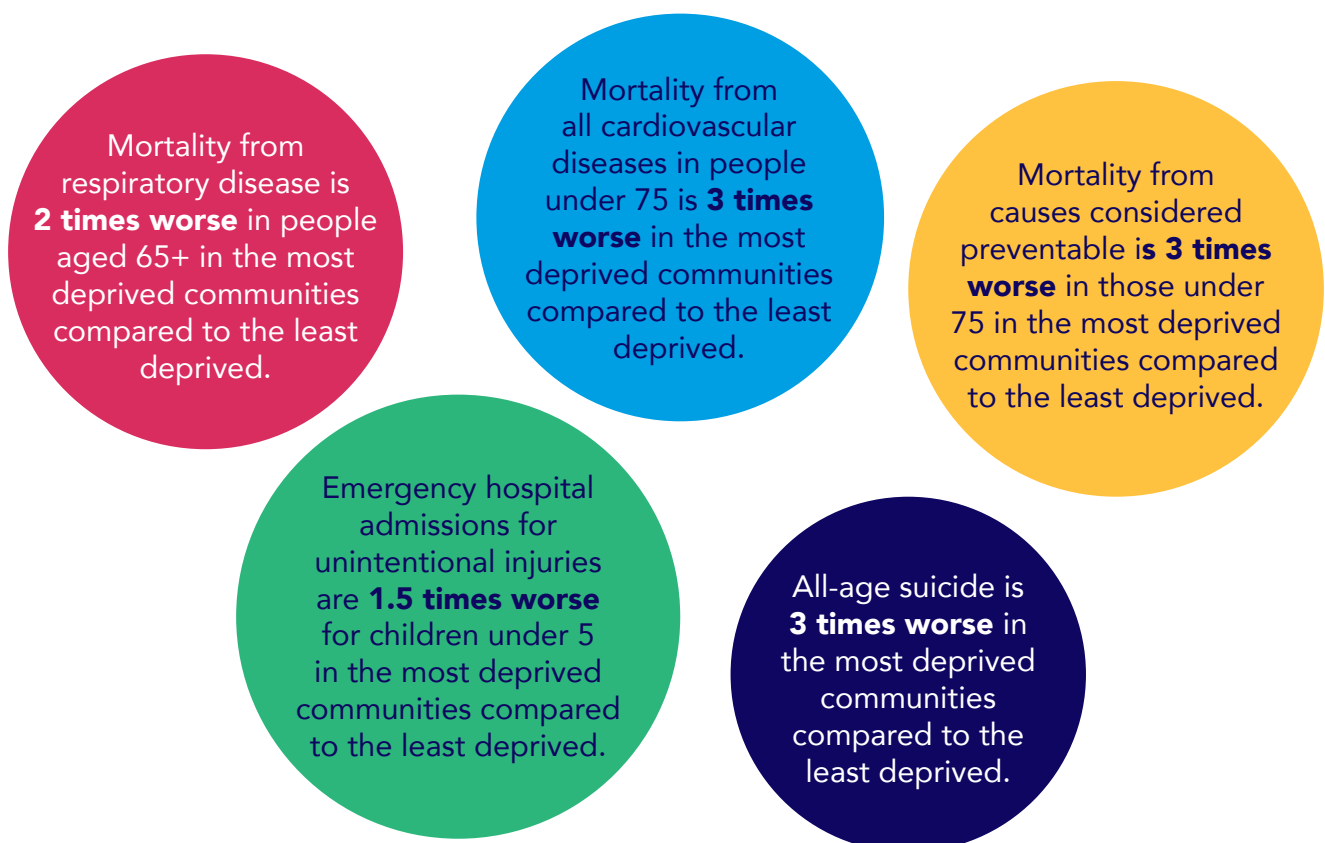 Mortality from
respiratory disease is
2 times worse in people
aged 65+ in the most
deprived communities
compared to the least
deprived.
Mortality from
all cardiovascular
diseases in people
under 75 is 3 times
worse in the most
deprived communities
compared to the least
deprived.
Mortality from
causes considered
preventable is 3 times
worse in those under
75 in the most deprived
communities compared
to the least deprived.
Emergency hospital
admissions for
unintentional injuries
are 1.5 times worse
for children under 5
in the most deprived
communities compared
to the least deprived.
All-age suicide is
3 times worse in
the most deprived
communities
compared to the
least deprived.